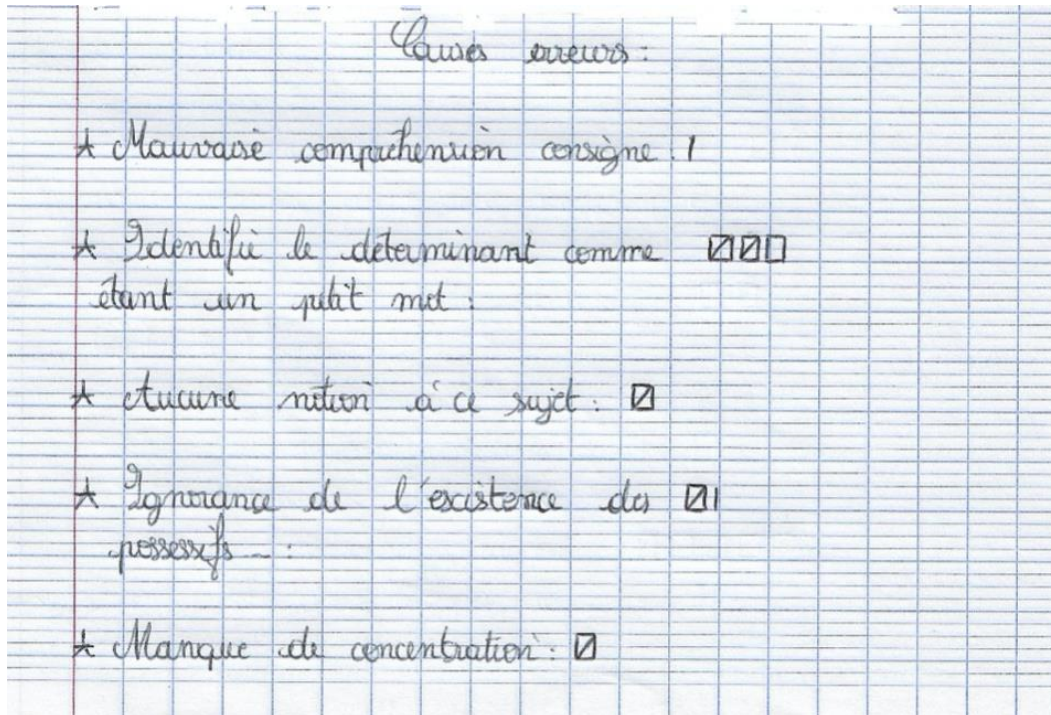 Causes erreurs :
* Mauvaise compréhension consigne : 1
* Identifie le déterminant comme
étant un petit mot :
* Aucune notion à ce sujet :
* Ignorance de l'existence des
possessifs ... :
* Manque de concentration :